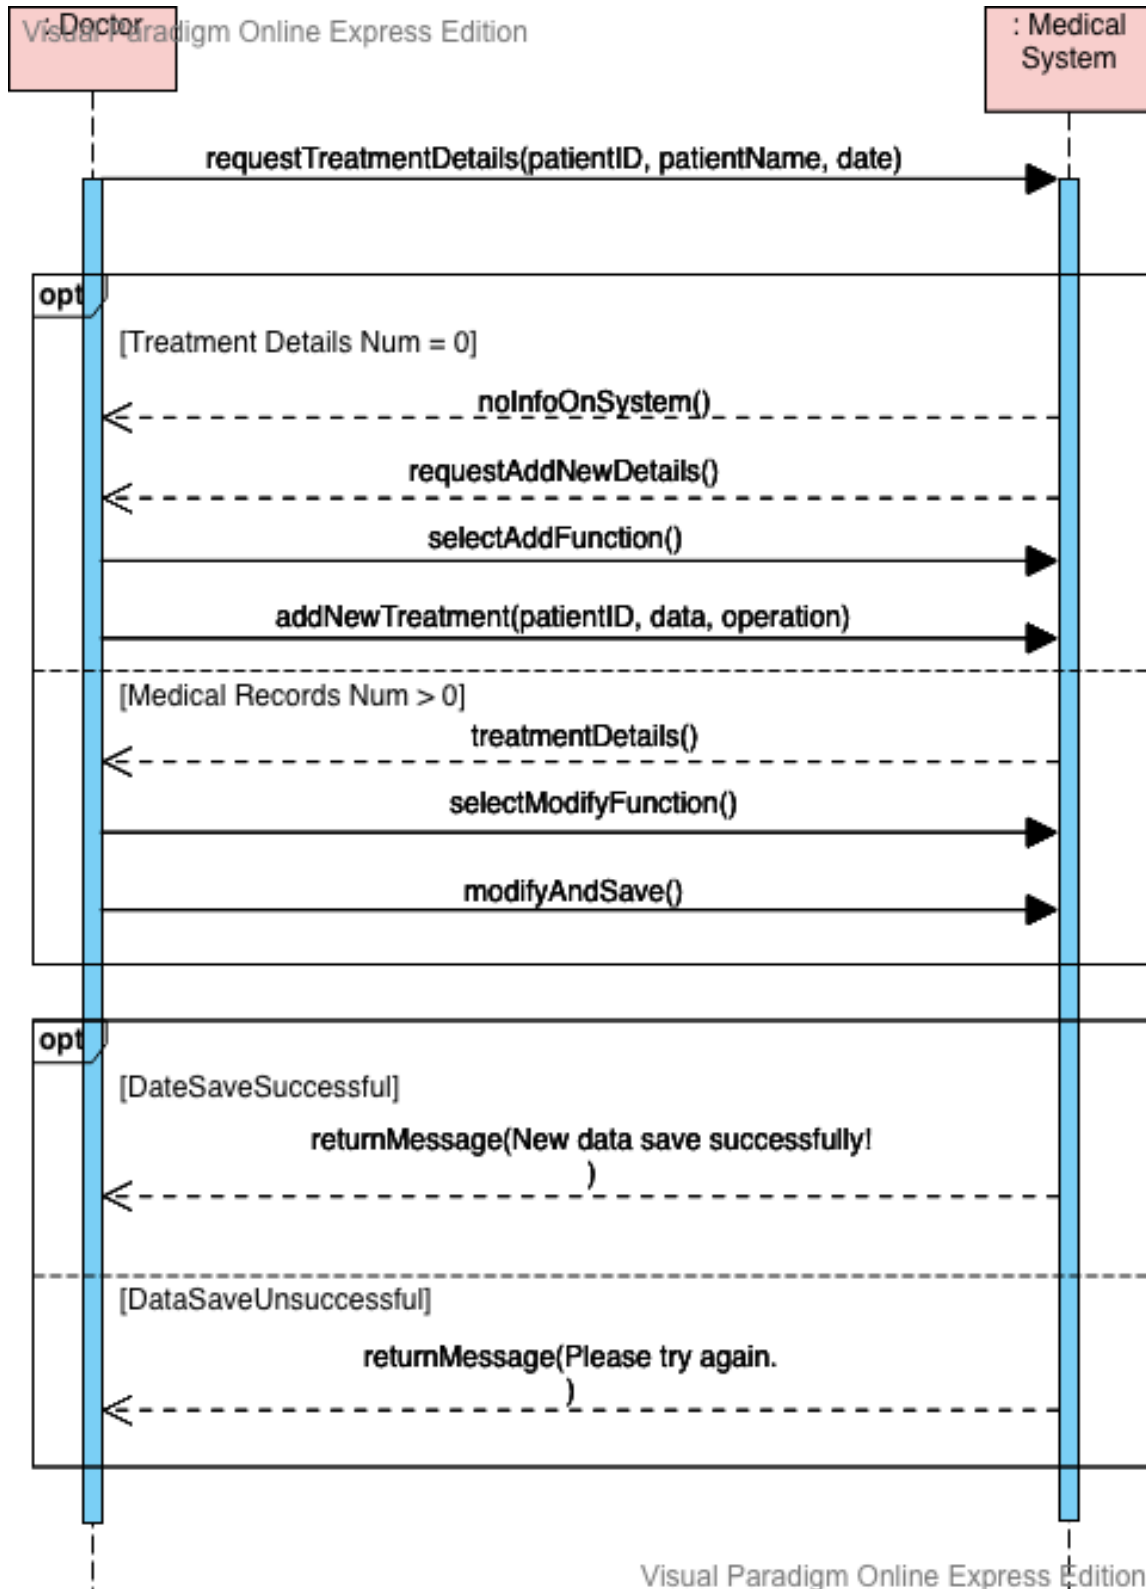 : Doctor
Visual Paradigm Online Express Edition
: Medical
System
requestTreatmentDetails(patientID, patientName, date)
opt
[Treatment Details Num = 0]
noInfoOnSystem()
requestAddNewDetails()
selectAddFunction()
addNewTreatment(patientID, data, operation)
[Medical Records Num > 0]
treatmentDetails()
selectModifyFunction()
modifyAndSave()
opt
[DateSaveSuccessful]
returnMessage(New data save successfully!
)
[DataSaveUnsuccessful]
returnMessage(Please try again.
)
Visual Paradigm Online Express Edition